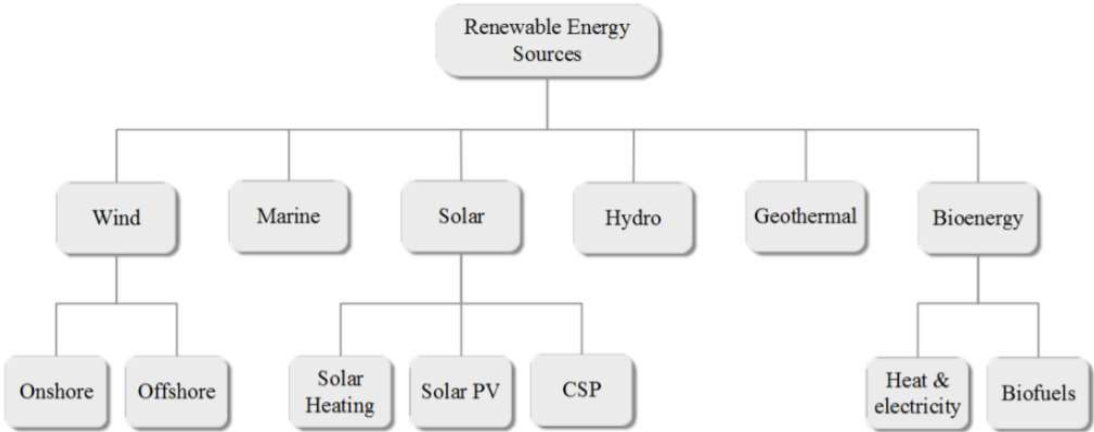 Renewable Energy
Sources
Wind
Marine
Solar
Hydro
Geothermal
Bioenergy
Onshore
Offshore
Solar
Heating
Solar PV
CSP
Heat &
electricity
Biofuels